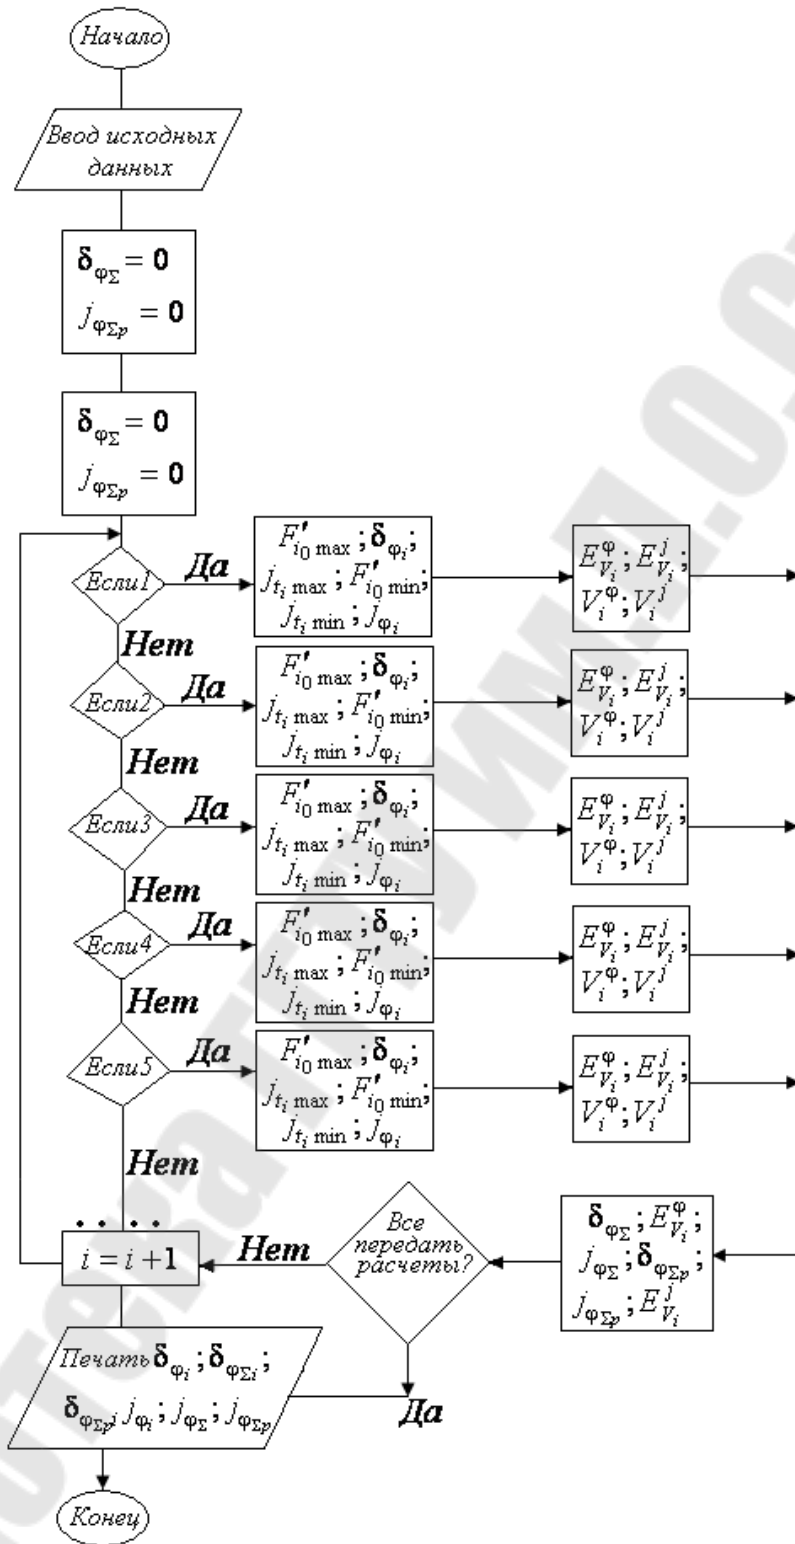 Начало
Ввод исходных
данных
δ_φΣ = 0
j_φΣp = 0
δ_φΣ = 0
j_φΣp = 0
Если1
Да
F'_i0 max; δ_φi;
j_ti max; F'_i0 min;
j_ti min; j_φi
E^φ_Vi; E^j_Vi;
V^φ_i; V^j_i
Нет
Если2
Да
F'_i0 max; δ_φi;
j_ti max; F'_i0 min;
j_ti min; j_φi
E^φ_Vi; E^j_Vi;
V^φ_i; V^j_i
Нет
Если3
Да
F'_i0 max; δ_φi;
j_ti max; F'_i0 min;
j_ti min; j_φi
E^φ_Vi; E^j_Vi;
V^φ_i; V^j_i
Нет
Если4
Да
F'_i0 max; δ_φi;
j_ti max; F'_i0 min;
j_ti min; j_φi
E^φ_Vi; E^j_Vi;
V^φ_i; V^j_i
Нет
Если5
Да
F'_i0 max; δ_φi;
j_ti max; F'_i0 min;
j_ti min; j_φi
E^φ_Vi; E^j_Vi;
V^φ_i; V^j_i
Нет
. . . .
i = i + 1
Нет
Все
передать
расчеты?
δ_φΣ; E^φ_Vi;
j_φΣ; δ_φΣp;
j_φΣp; E^j_Vi
Да
Печать δ_φi; δ_φΣi;
δ_φΣp; j_φi; j_φΣ; j_φΣp
Конец